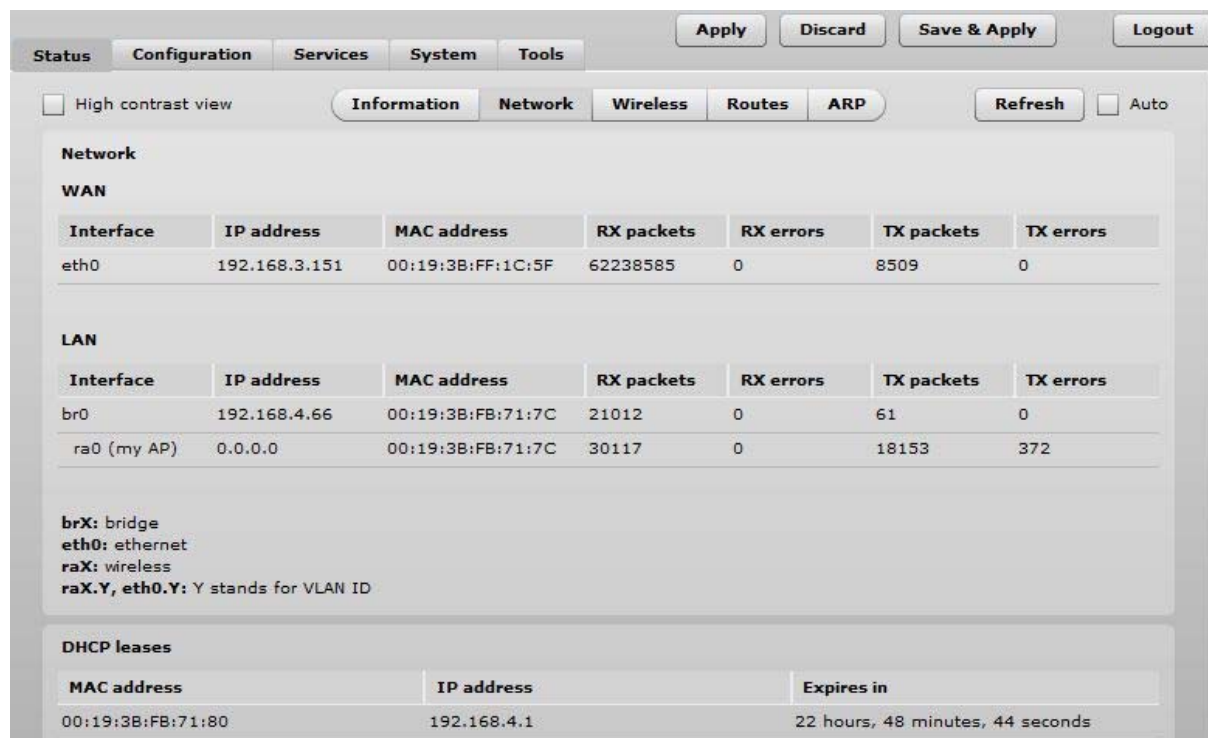 Apply Discard Save & Apply Logout
Status Configuration Services System Tools
High contrast view Information Network Wireless Routes ARP Refresh Auto
Network
WAN
Interface IP address MAC address RX packets RX errors TX packets TX errors
eth0 192.168.3.151 00:19:3B:FF:1C:5F 62238585 0 8509 0
LAN
Interface IP address MAC address RX packets RX errors TX packets TX errors
br0 192.168.4.66 00:19:3B:FB:71:7C 21012 0 61 0
ra0 (my AP) 0.0.0.0 00:19:3B:FB:71:7C 30117 0 18153 372
brX: bridge
eth0: ethernet
raX: wireless
raX.Y, eth0.Y: Y stands for VLAN ID
DHCP leases
MAC address IP address Expires in
00:19:3B:FB:71:80 192.168.4.1 22 hours, 48 minutes, 44 seconds